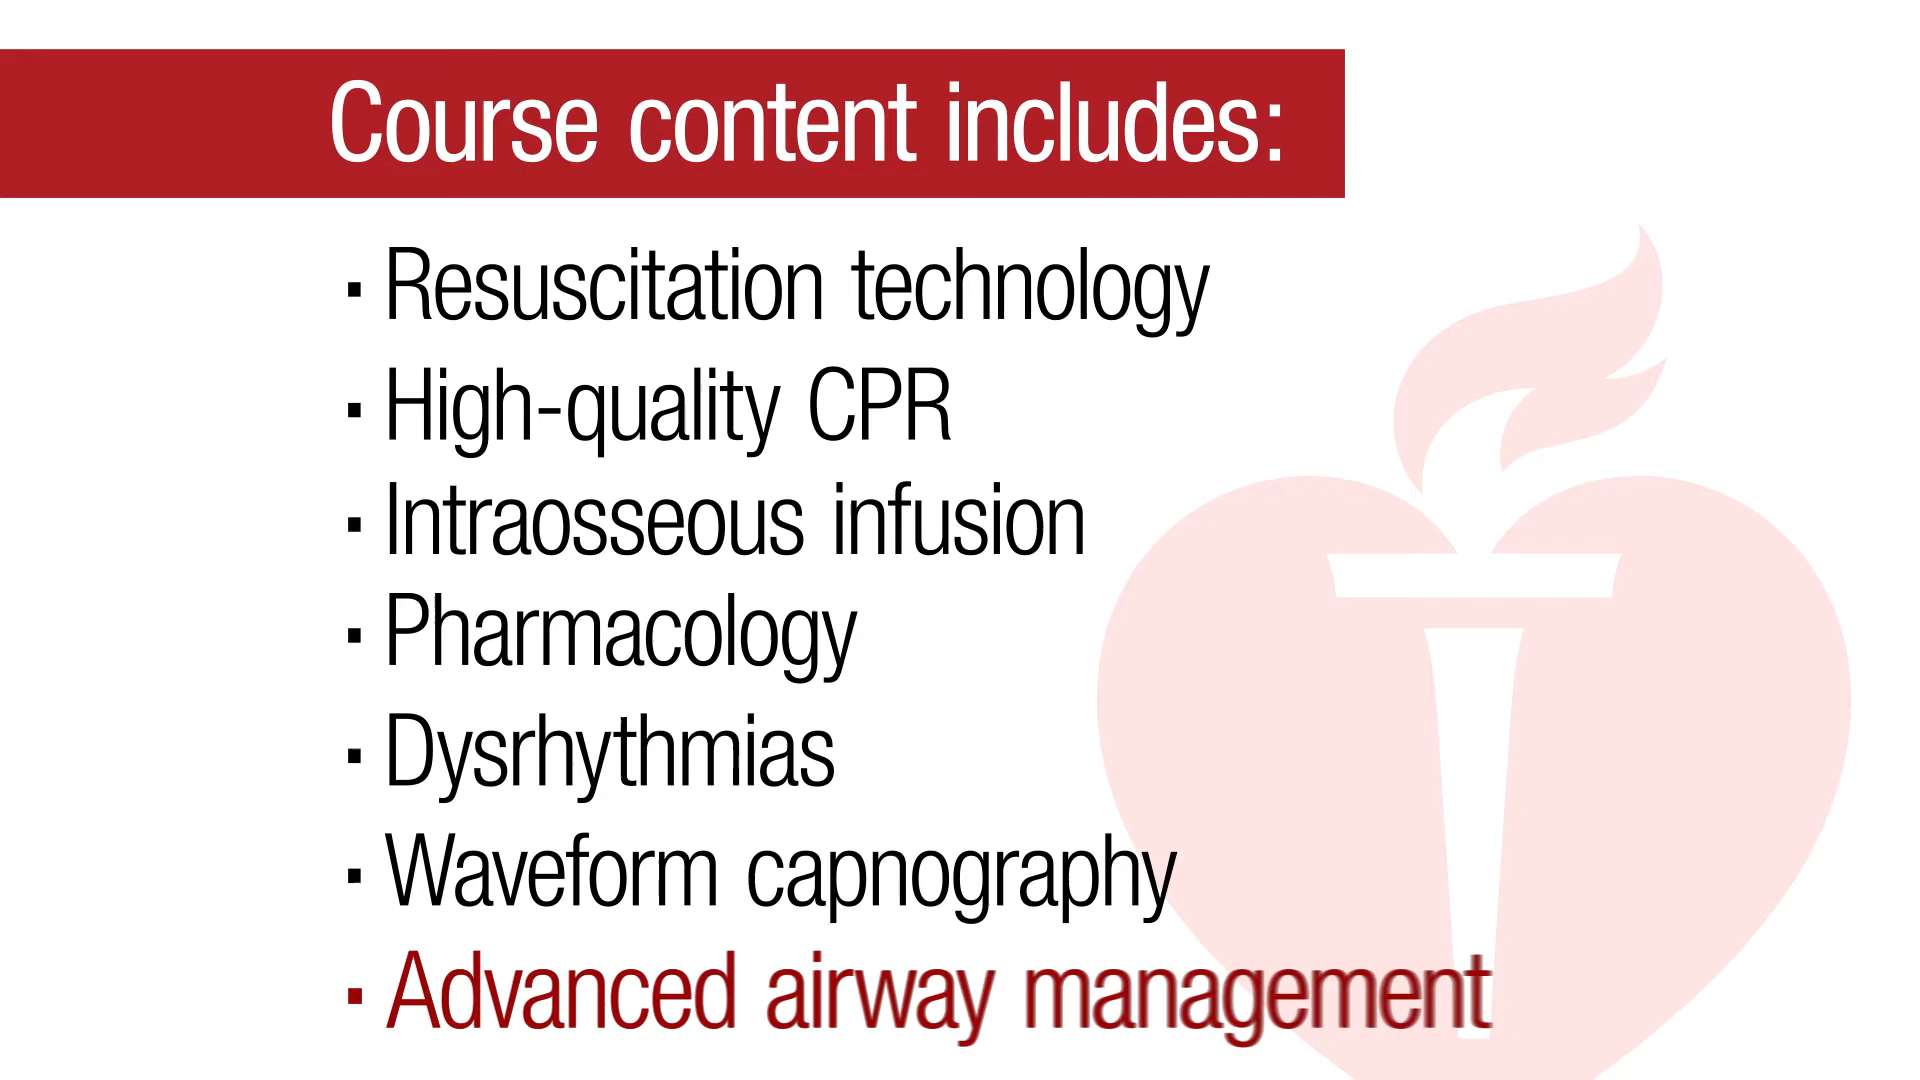 Course content includes:
▪ Resuscitation technology
▪ High-quality CPR
▪ Intraosseous infusion
▪ Pharmacology
▪ Dysrhythmias
▪ Waveform capnography
▪ Advanced airway management